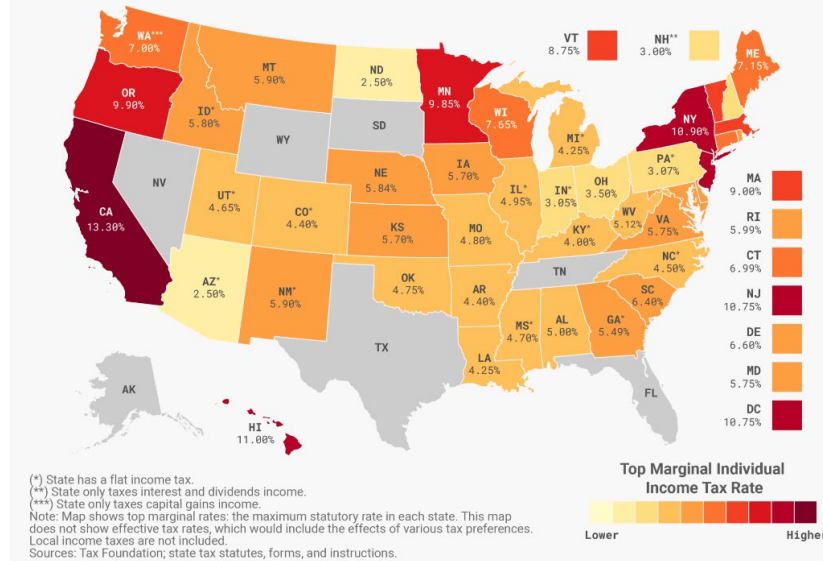 WA***
7.00%
MT
5.90%
ND
2.50%
MN
9.85%
VT
8.75%
NH**
3.00%
ME
7.15%
OR
9.90%
ID*
5.80%
WY
SD
WI
7.65%
MI*
4.25%
NY
10.90%
NV
UT*
4.65%
CO*
4.40%
NE
5.84%
IA
5.70%
IL*
4.95%
IN*
3.05%
OH
3.50%
PA*
3.07%
CA
13.30%
KS
5.70%
MO
4.80%
KY*
4.00%
WV
5.12%
VA
5.75%
AZ*
2.50%
NM*
5.90%
OK
4.75%
AR
4.40%
TN
NC*
4.50%
SC
6.40%
TX
LA
4.25%
MS*
4.70%
AL
5.00%
GA*
5.49%
FL
AK
HI
11.00%
MA
9.00%
RI
5.99%
CT
6.99%
NJ
10.75%
DE
6.60%
MD
5.75%
DC
10.75%
(*) State has a flat income tax.
(**) State only taxes interest and dividends income.
(***) State only taxes capital gains income.
Note: Map shows top marginal rates: the maximum statutory rate in each state. This map
does not show effective tax rates, which would include the effects of various tax preferences.
Local income taxes are not included.
Sources: Tax Foundation; state tax statutes, forms, and instructions.
Top Marginal Individual
Income Tax Rate
Lower
Higher